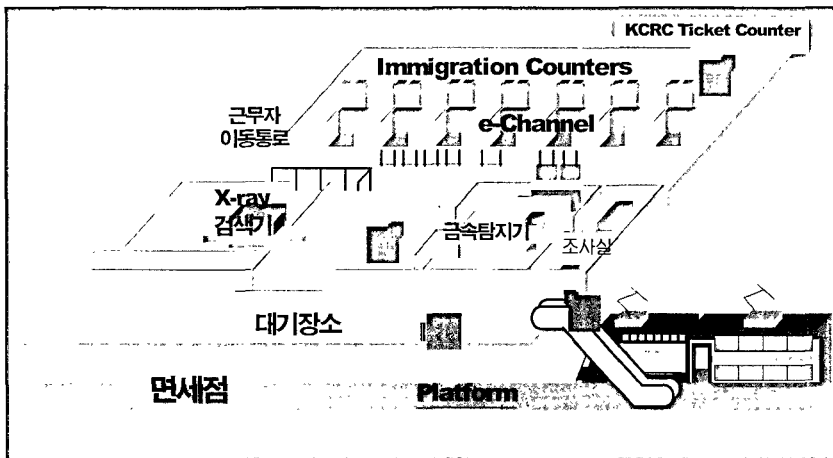 KCRC Ticket Counter
Immigration Counters
근무자
이동통로
e-Channel
X-ray
검색기
금속탐지기
조사실
대기장소
면세점
Platform